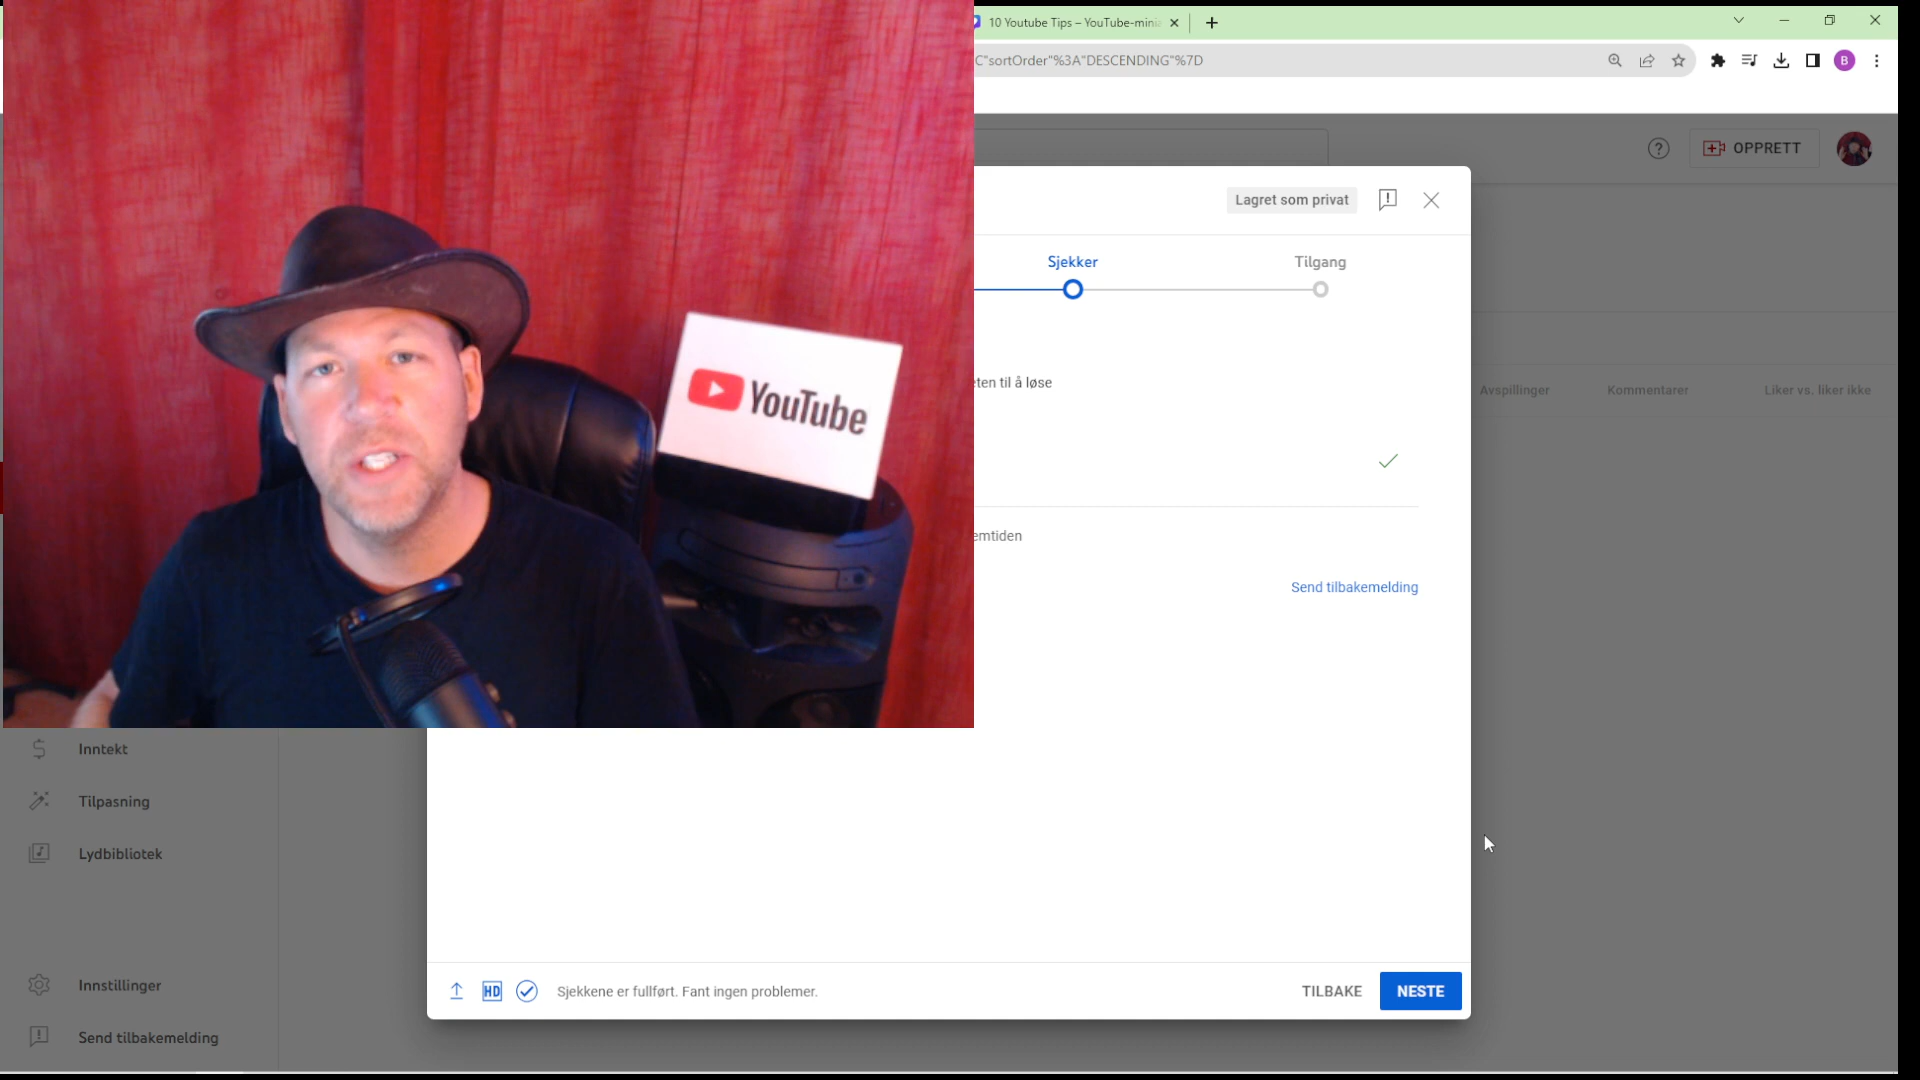 10 Youtube Tips – YouTube-mini
C"sortOrder"%3A"DESCENDING"%7D
B
OPPRETT
Lagret som privat
Sjekker
Tilgang
ten til å løse
Avspillinger
Kommentarer
Liker vs. liker ikke
YouTube
emtiden
Send tilbakemelding
Inntekt
Tilpasning
Lydbibliotek
Innstillinger
HD
Sjekkene er fullført. Fant ingen problemer.
TILBAKE
NESTE
Send tilbakemelding